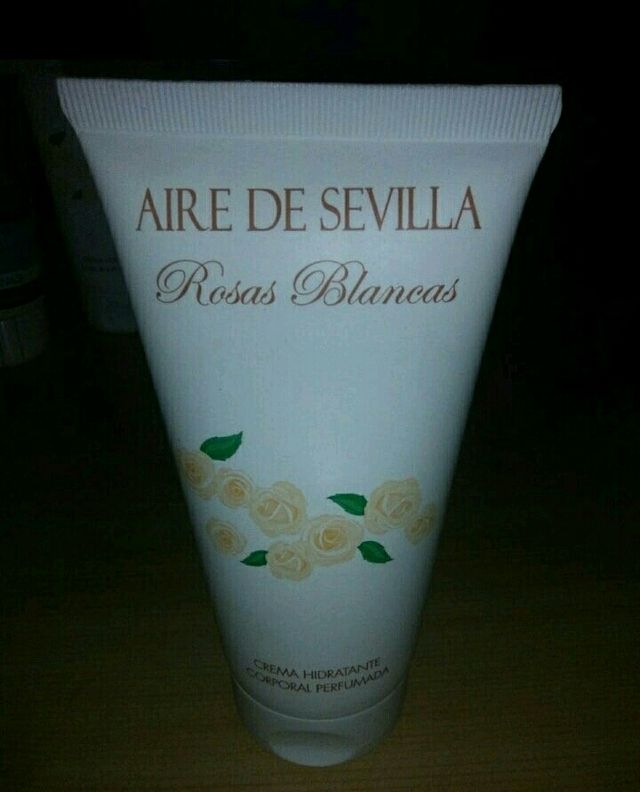 AIRE DE SEVILLA
Rosas Blancas
CREMA HIDRATANTE
CORPORAL PERFUMADA